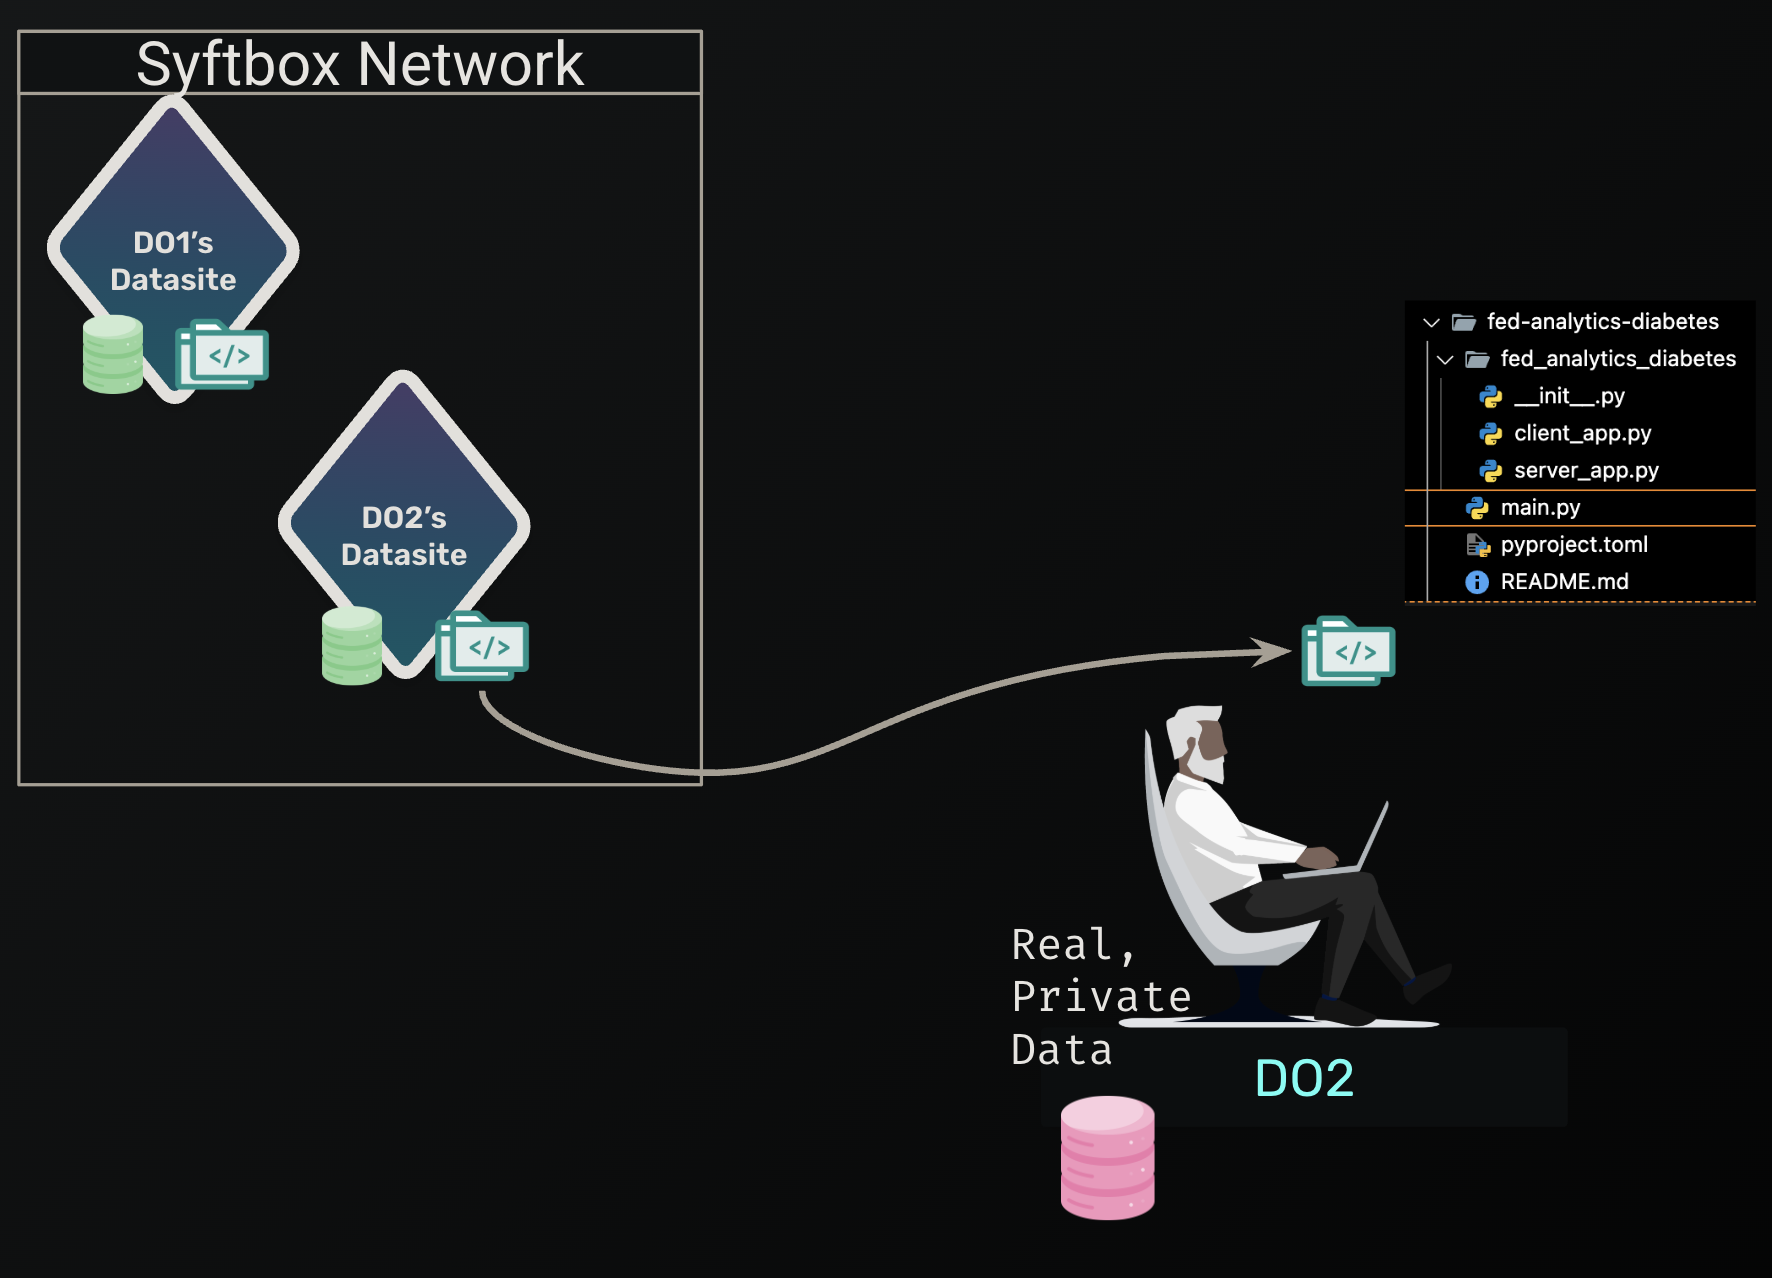 Syftbox Network
DO1's
Datasite
</>
DO2's
Datasite
</>
fed-analytics-diabetes
fed_analytics_diabetes
__init__.py
client_app.py
server_app.py
main.py
pyproject.toml
README.md
</>
Real,
Private
Data
DO2